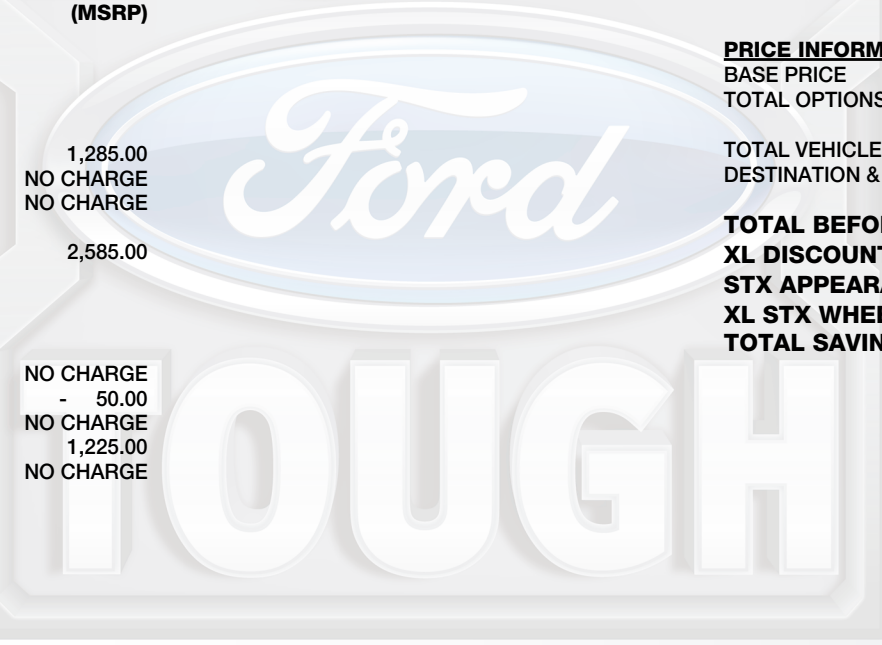 (MSRP)
1,285.00
NO CHARGE
NO CHARGE
2,585.00
NO CHARGE
- 50.00
NO CHARGE
1,225.00
NO CHARGE
PRICE INFORM
BASE PRICE
TOTAL OPTIONS
TOTAL VEHICLE
DESTINATION &
TOTAL BEFO
XL DISCOUNT
STX APPEAR
XL STX WHE
TOTAL SAVIN
Ford
TOUGH